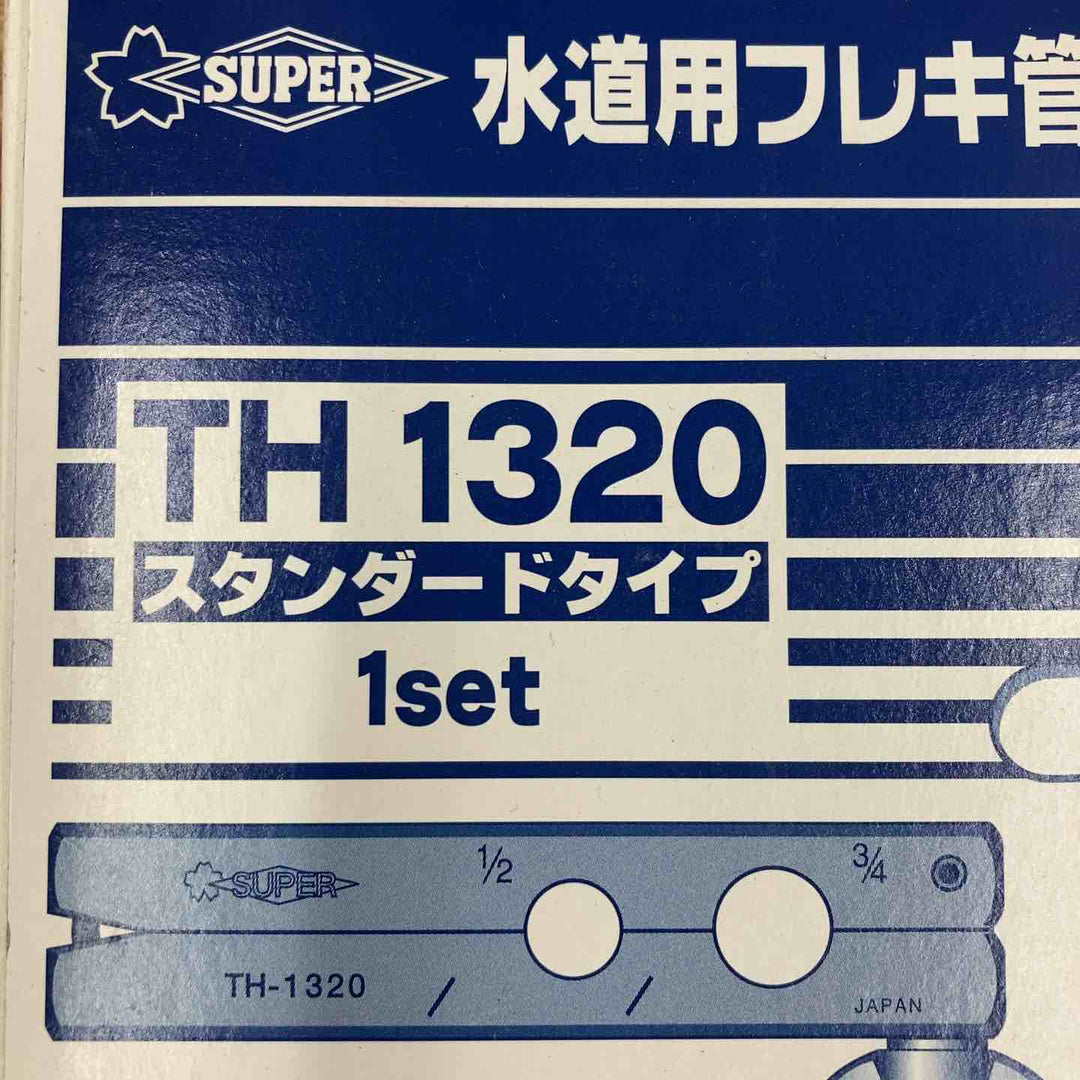 SUPER 水道用フレキ管
TH 1320
スタンダードタイプ
1set
SUPER 1/2 3/4
TH-1320
JAPAN